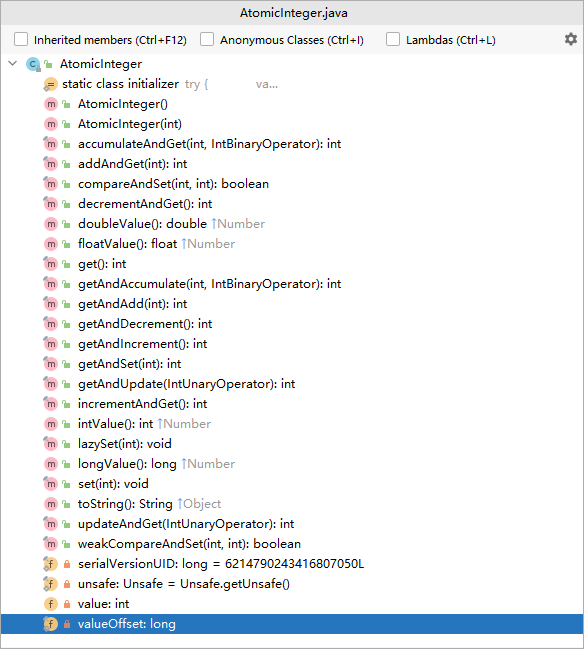 AtomicInteger.java
Inherited members (Ctrl+F12) Anonymous Classes (Ctrl+I) Lambdas (Ctrl+L)
AtomicInteger
static class initializer try { va...
AtomicInteger()
AtomicInteger(int)
accumulateAndGet(int, IntBinaryOperator): int
addAndGet(int): int
compareAndSet(int, int): boolean
decrementAndGet(): int
doubleValue(): double ↑Number
floatValue(): float ↑Number
get(): int
getAndAccumulate(int, IntBinaryOperator): int
getAndAdd(int): int
getAndDecrement(): int
getAndIncrement(): int
getAndSet(int): int
getAndUpdate(IntUnaryOperator): int
incrementAndGet(): int
intValue(): int ↑Number
lazySet(int): void
longValue(): long ↑Number
set(int): void
toString(): String ↑Object
updateAndGet(IntUnaryOperator): int
weakCompareAndSet(int, int): boolean
serialVersionUID: long = 6214790243416807050L
unsafe: Unsafe = Unsafe.getUnsafe()
value: int
valueOffset: long